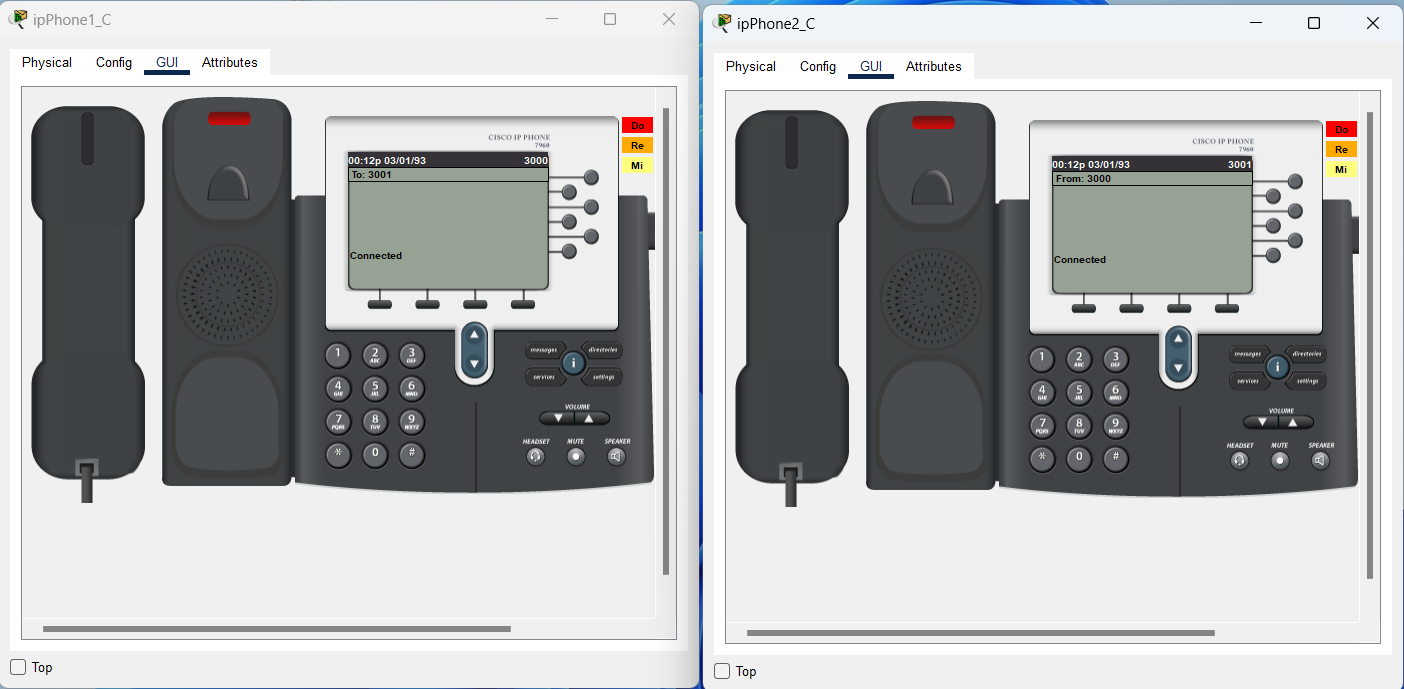 ipPhone1_C
Physical Config GUI Attributes
CISCO IP PHONE
7960
00:12p 03/01/93 3000
To: 3001
Connected
Do
Re
Mi
1 2 ABC 3 DEF
4 GHI 5 JKL 6 MNO
7 PQRS 8 TUV 9 WXYZ
* 0 #
messages directories
i
services settings
VOLUME
HEADSET MUTE SPEAKER
Top
ipPhone2_C
Physical Config GUI Attributes
CISCO IP PHONE
7960
00:12p 03/01/93 3001
From: 3000
Connected
Do
Re
Mi
1 2 ABC 3 DEF
4 GHI 5 JKL 6 MNO
7 PQRS 8 TUV 9 WXYZ
* 0 #
messages directories
i
services settings
VOLUME
HEADSET MUTE SPEAKER
Top